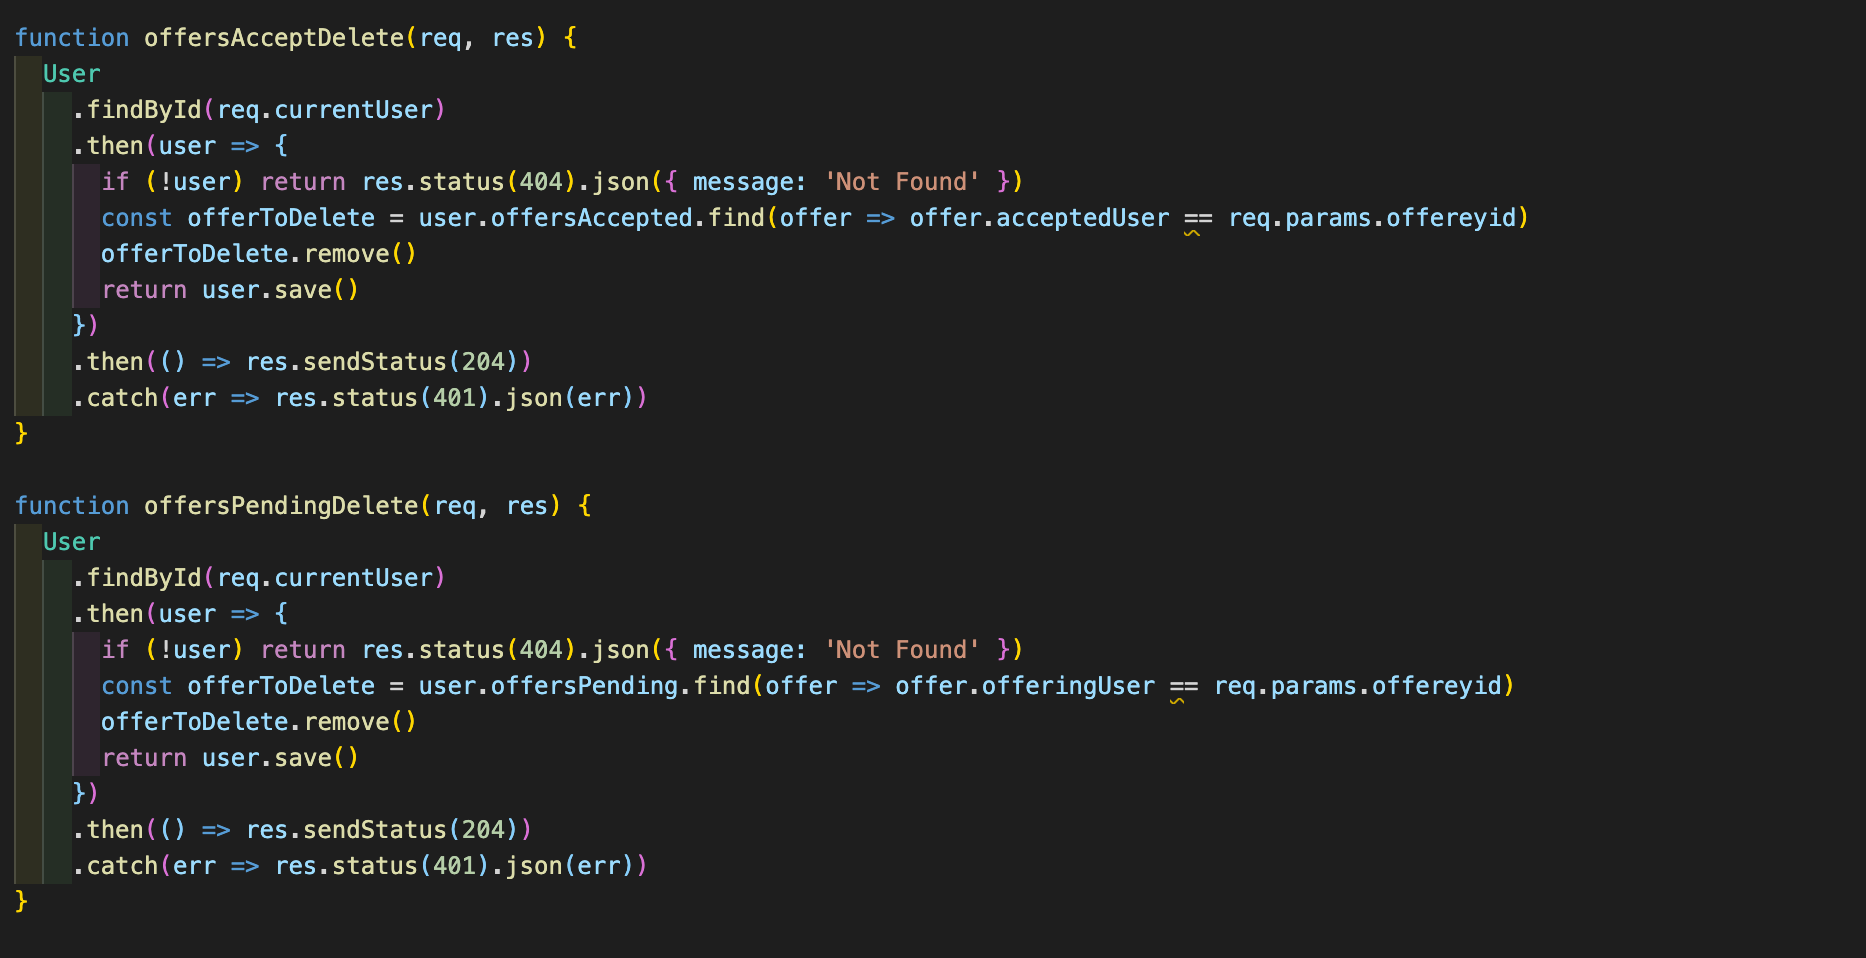 function offersAcceptDelete(req, res) {
  User
    .findById(req.currentUser)
    .then(user => {
      if (!user) return res.status(404).json({ message: 'Not Found' })
      const offerToDelete = user.offersAccepted.find(offer => offer.acceptedUser == req.params.offereyid)
      offerToDelete.remove()
      return user.save()
    })
    .then(() => res.sendStatus(204))
    .catch(err => res.status(401).json(err))
}

function offersPendingDelete(req, res) {
  User
    .findById(req.currentUser)
    .then(user => {
      if (!user) return res.status(404).json({ message: 'Not Found' })
      const offerToDelete = user.offersPending.find(offer => offer.offeringUser == req.params.offereyid)
      offerToDelete.remove()
      return user.save()
    })
    .then(() => res.sendStatus(204))
    .catch(err => res.status(401).json(err))
}